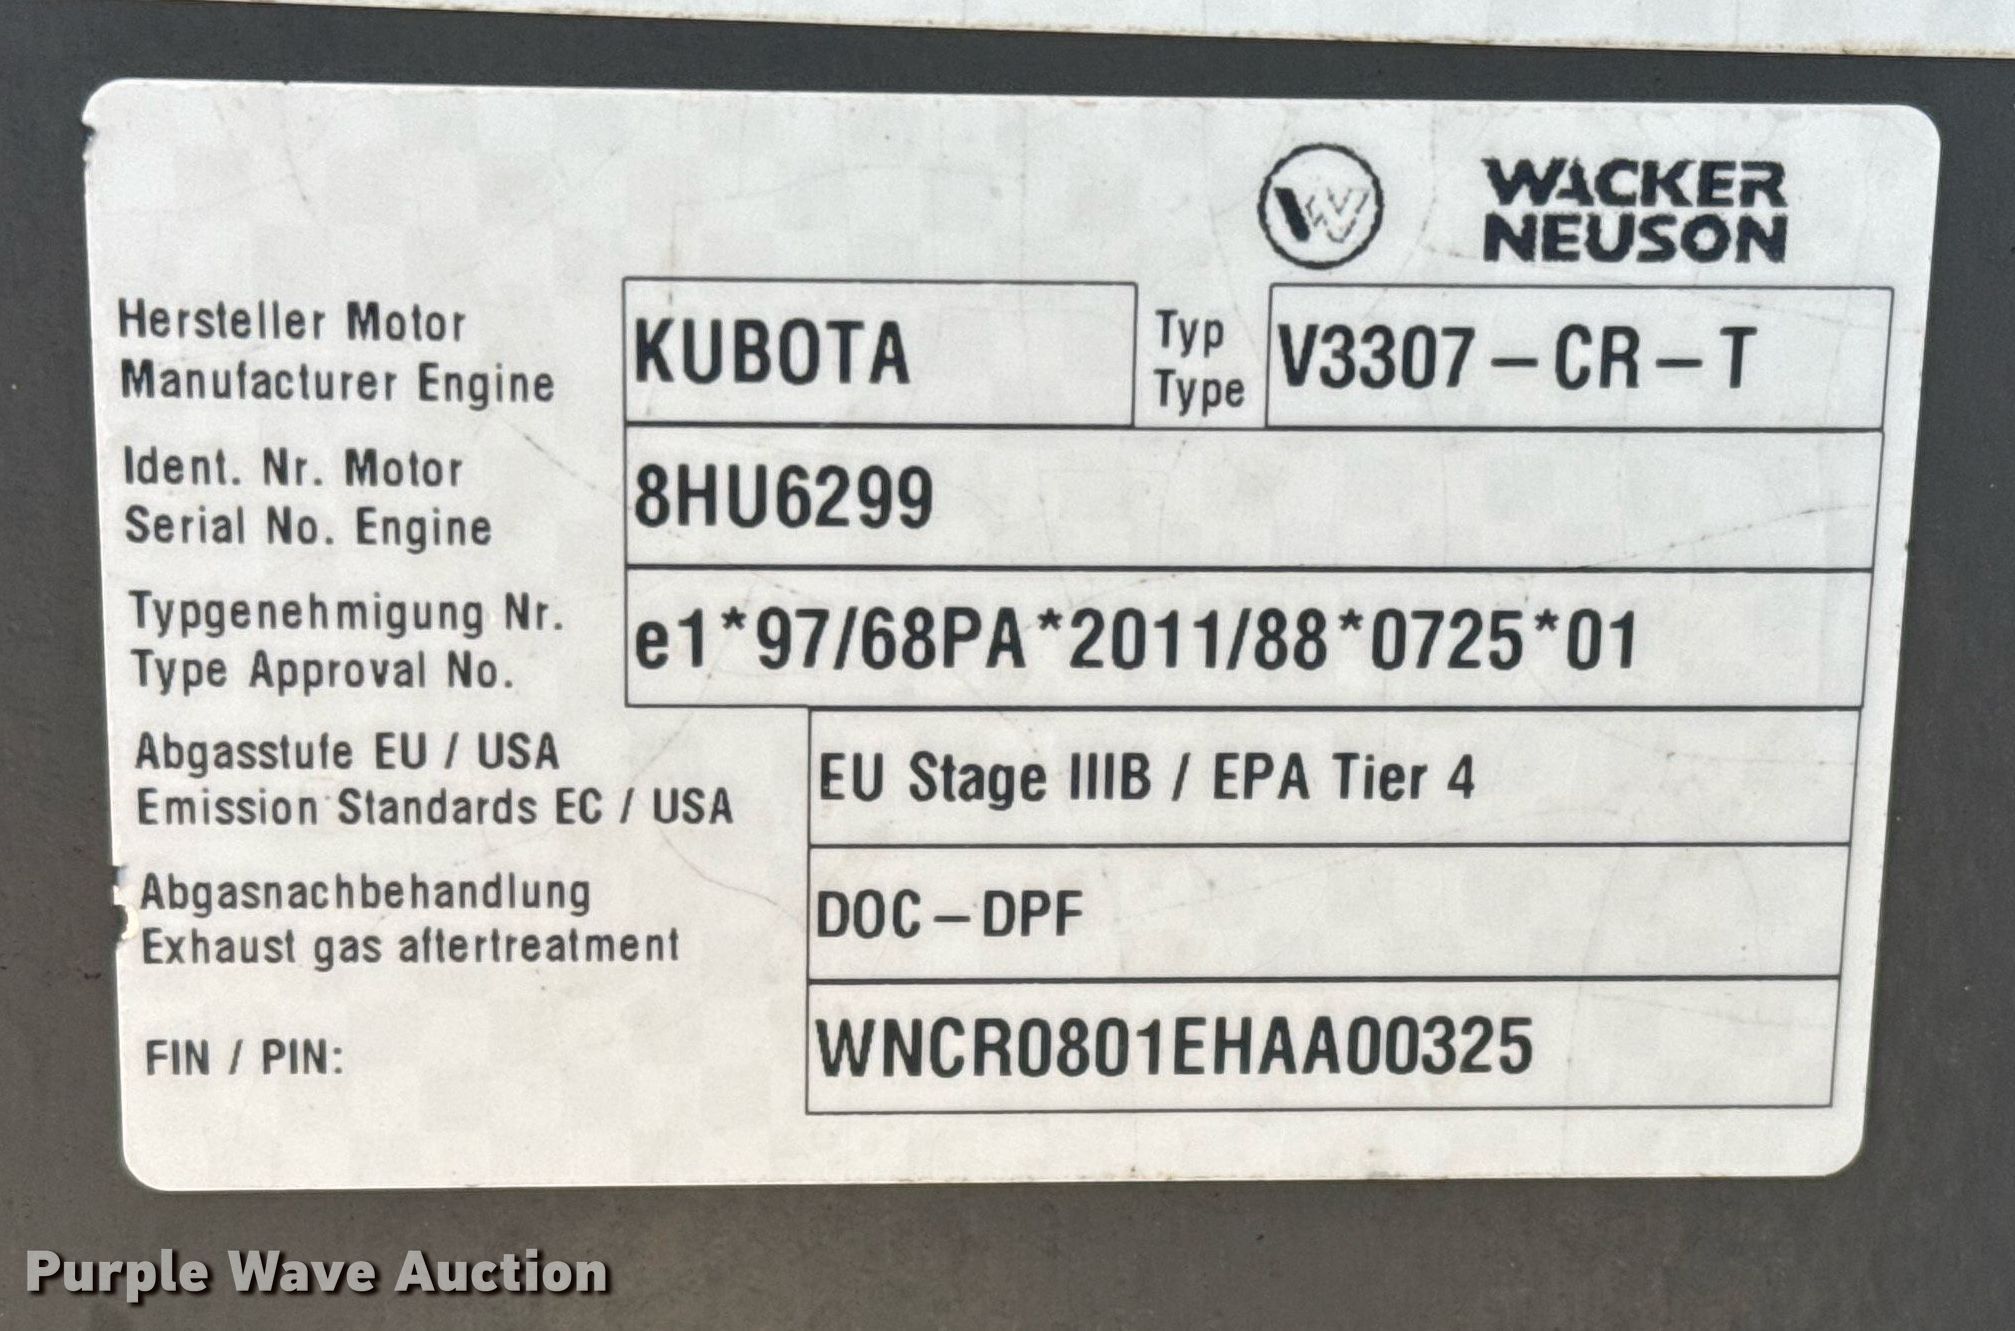 WACKER
NEUSON
Hersteller Motor
Manufacturer Engine
KUBOTA
Typ
Type
V3307-CR-T
Ident. Nr. Motor
Serial No. Engine
8HU6299
Typgenehmigung Nr.
Type Approval No.
e1*97/68PA*2011/88*0725*01
Abgasstufe EU / USA
Emission Standards EC / USA
EU Stage IIIB / EPA Tier 4
Abgasnachbehandlung
Exhaust gas aftertreatment
DOC-DPF
FIN / PIN:
WNCR0801EHAA00325
Purple Wave Auction